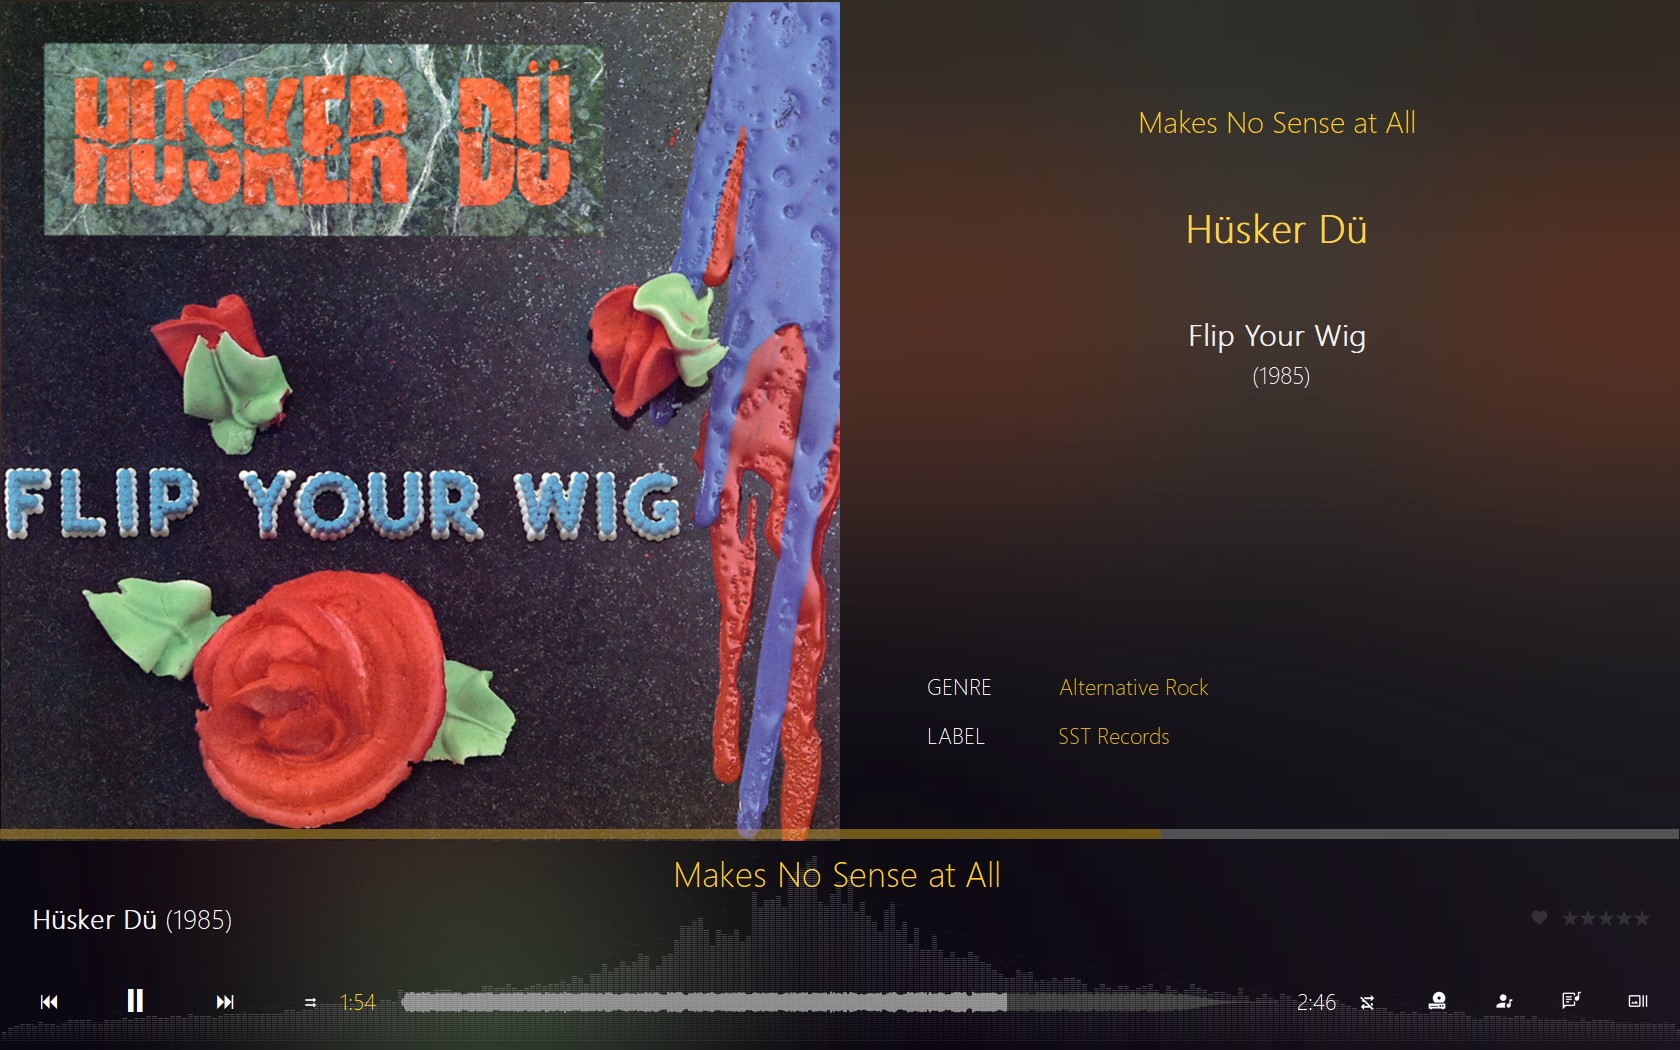 HÜSKER DÜ
FLIP YOUR WIG
Makes No Sense at All
Hüsker Dü
Flip Your Wig
(1985)
GENRE Alternative Rock
LABEL SST Records
Makes No Sense at All
Hüsker Dü (1985)
1:54
2:46